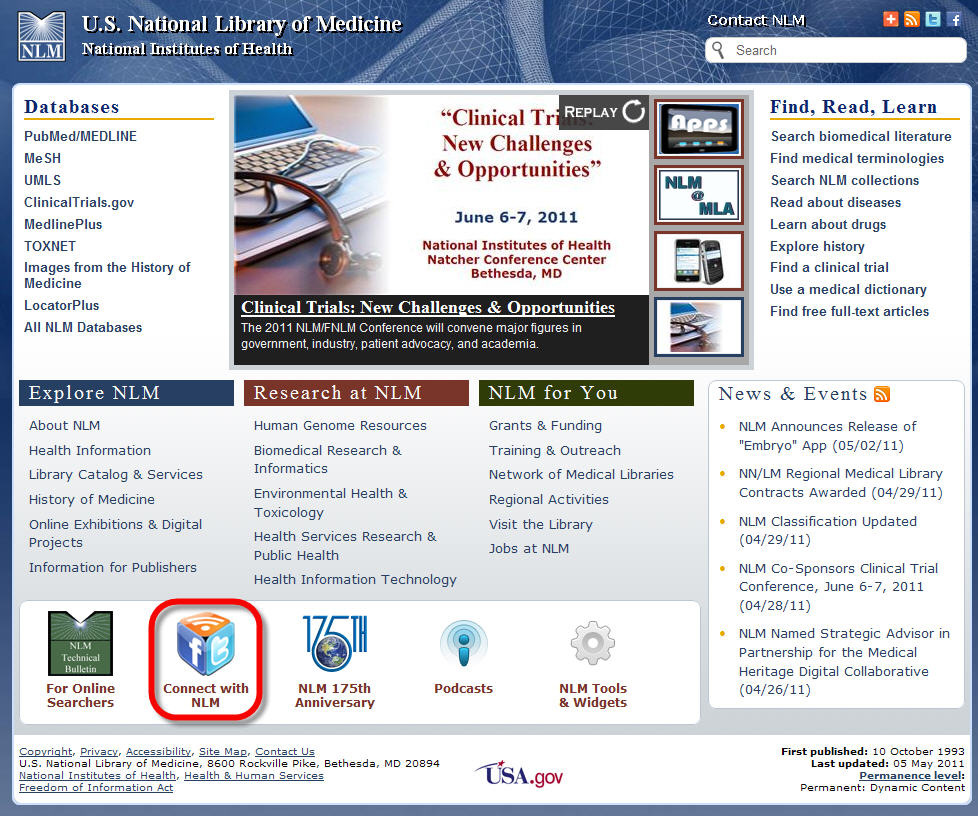 NLM
U.S. National Library of Medicine
National Institutes of Health
Contact NLM
Search
Databases
PubMed/MEDLINE
MeSH
UMLS
ClinicalTrials.gov
MedlinePlus
TOXNET
Images from the History of
Medicine
LocatorPlus
All NLM Databases
"Clinical Trials:
New Challenges
& Opportunities"
REPLAY
June 6-7, 2011
National Institutes of Health
Natcher Conference Center
Bethesda, MD
Clinical Trials: New Challenges & Opportunities
The 2011 NLM/FNLM Conference will convene major figures in
government, industry, patient advocacy, and academia.
Apps
NLM
@
MLA
Find, Read, Learn
Search biomedical literature
Find medical terminologies
Search NLM collections
Read about diseases
Learn about drugs
Explore history
Find a clinical trial
Use a medical dictionary
Find free full-text articles
Explore NLM
About NLM
Health Information
Library Catalog & Services
History of Medicine
Online Exhibitions & Digital
Projects
Information for Publishers
Research at NLM
Human Genome Resources
Biomedical Research &
Informatics
Environmental Health &
Toxicology
Health Services Research &
Public Health
Health Information Technology
NLM for You
Grants & Funding
Training & Outreach
Network of Medical Libraries
Regional Activities
Visit the Library
Jobs at NLM
News & Events
NLM Announces Release of
"Embryo" App (05/02/11)
NN/LM Regional Medical Library
Contracts Awarded (04/29/11)
NLM Classification Updated
(04/29/11)
NLM Co-Sponsors Clinical Trial
Conference, June 6-7, 2011
(04/28/11)
NLM Named Strategic Advisor in
Partnership for the Medical
Heritage Digital Collaborative
(04/26/11)
NLM
Technical
Bulletin
For Online
Searchers
Connect with
NLM
175TH
NLM 175th
Anniversary
Podcasts
NLM Tools
& Widgets
Copyright, Privacy, Accessibility, Site Map, Contact Us
U.S. National Library of Medicine, 8600 Rockville Pike, Bethesda, MD 20894
National Institutes of Health, Health & Human Services
Freedom of Information Act
USA.gov
First published: 10 October 1993
Last updated: 05 May 2011
Permanence level:
Permanent: Dynamic Content